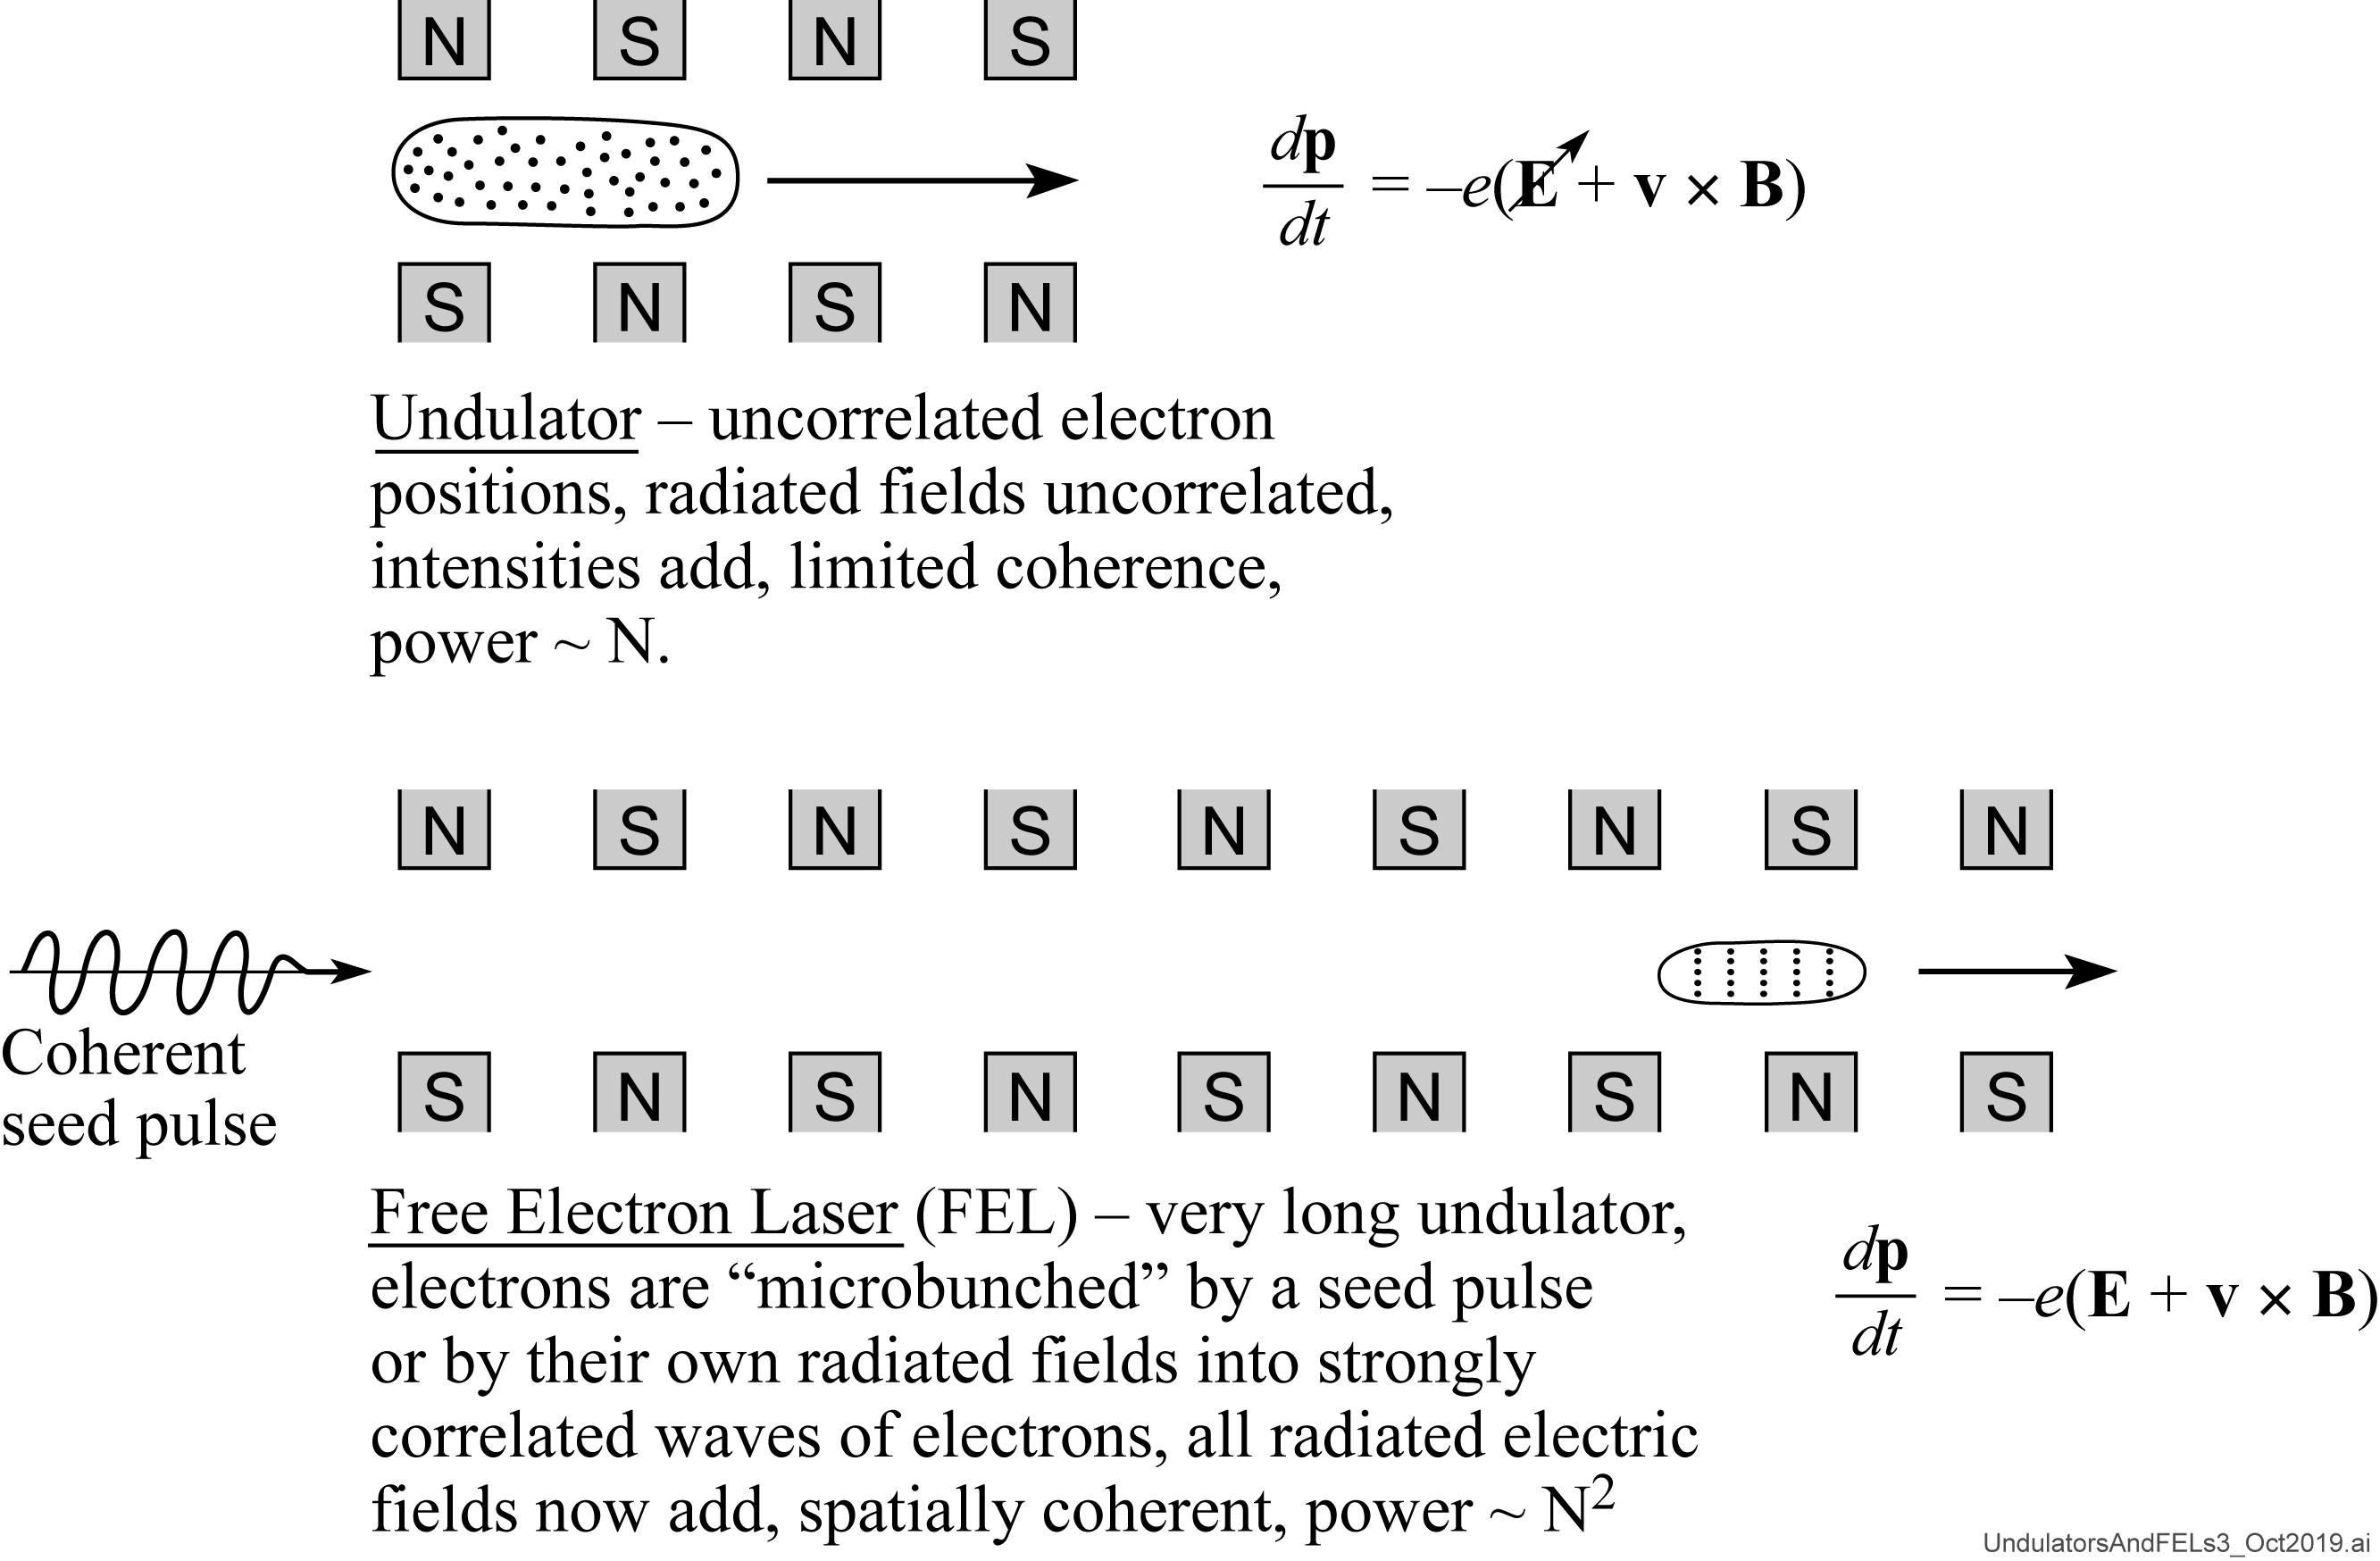 N S N S
dp/dt = –e(E + v × B)
S N S N
Undulator – uncorrelated electron
positions, radiated fields uncorrelated,
intensities add, limited coherence,
power ~ N.
N S N S N S N S N
Coherent
seed pulse
S N S N S N S N S
Free Electron Laser (FEL) – very long undulator,
electrons are “microbunched” by a seed pulse
or by their own radiated fields into strongly
correlated waves of electrons, all radiated electric
fields now add, spatially coherent, power ~ N²
dp/dt = –e(E + v × B)
UndulatorsAndFELs3_Oct2019.ai